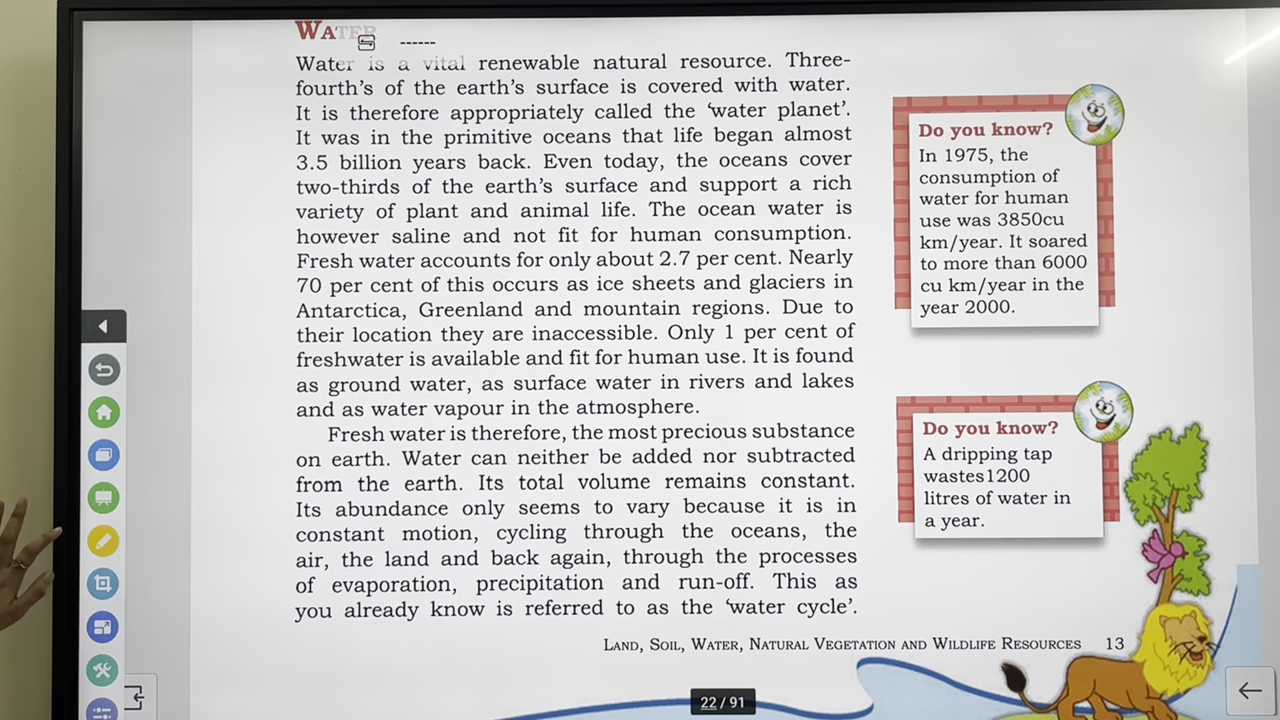 WATER
Water is a vital renewable natural resource. Three-
fourth's of the earth's surface is covered with water.
It is therefore appropriately called the 'water planet'.
It was in the primitive oceans that life began almost
3.5 billion years back. Even today, the oceans cover
two-thirds of the earth's surface and support a rich
variety of plant and animal life. The ocean water is
however saline and not fit for human consumption.
Fresh water accounts for only about 2.7 per cent. Nearly
70 per cent of this occurs as ice sheets and glaciers in
Antarctica, Greenland and mountain regions. Due to
their location they are inaccessible. Only 1 per cent of
freshwater is available and fit for human use. It is found
as ground water, as surface water in rivers and lakes
and as water vapour in the atmosphere.
Fresh water is therefore, the most precious substance
on earth. Water can neither be added nor subtracted
from the earth. Its total volume remains constant.
Its abundance only seems to vary because it is in
constant motion, cycling through the oceans, the
air, the land and back again, through the processes
of evaporation, precipitation and run-off. This as
you already know is referred to as the 'water cycle'.
Do you know?
In 1975, the
consumption of
water for human
use was 3850cu
km/year. It soared
to more than 6000
cu km/year in the
year 2000.
Do you know?
A dripping tap
wastes1200
litres of water in
a year.
LAND, SOIL, WATER, NATURAL VEGETATION AND WILDLIFE RESOURCES 13
22 / 91